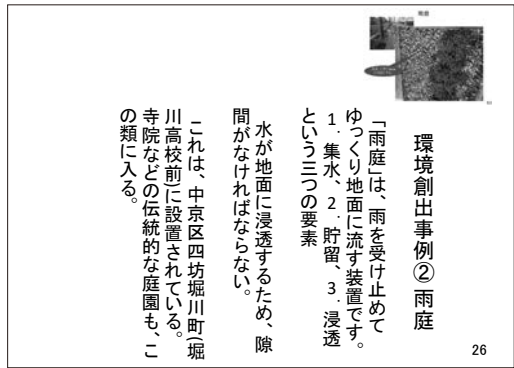 雨庭
環境創出事例② 雨庭
「雨庭」は、雨を受け止めて
ゆっくり地面に流す装置です。
1．集水、2．貯留、3．浸透
という三つの要素
水が地面に浸透するため、隙
間がなければならない。
これは、中京区四坊堀川町(堀
川高校前)に設置されている。
寺院などの伝統的な庭園も、こ
の類に入る。
26